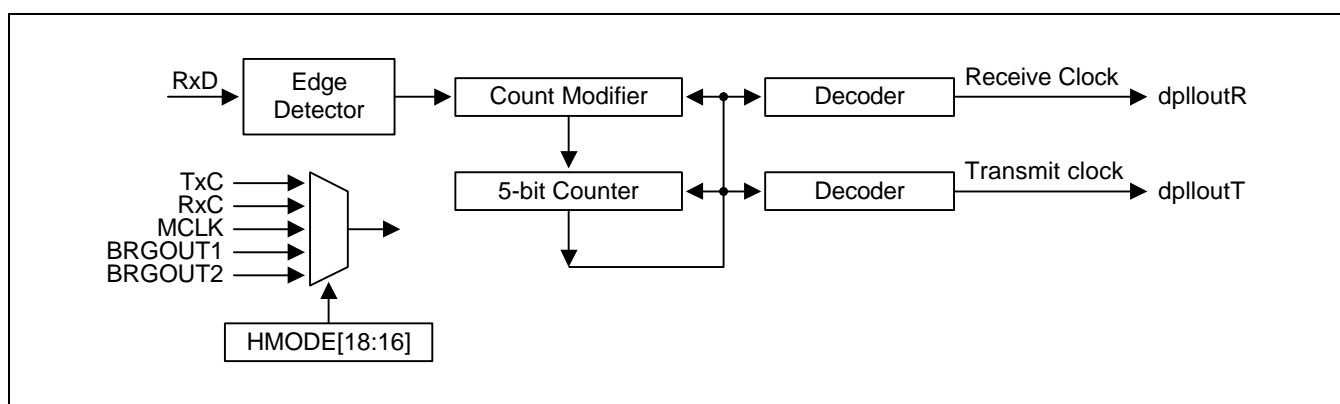 RxD
Edge
Detector
Count Modifier
Decoder
Receive Clock
dplloutR
TxC
RxC
MCLK
BRGOUT1
BRGOUT2
5-bit Counter
Decoder
Transmit clock
dplloutT
HMODE[18:16]